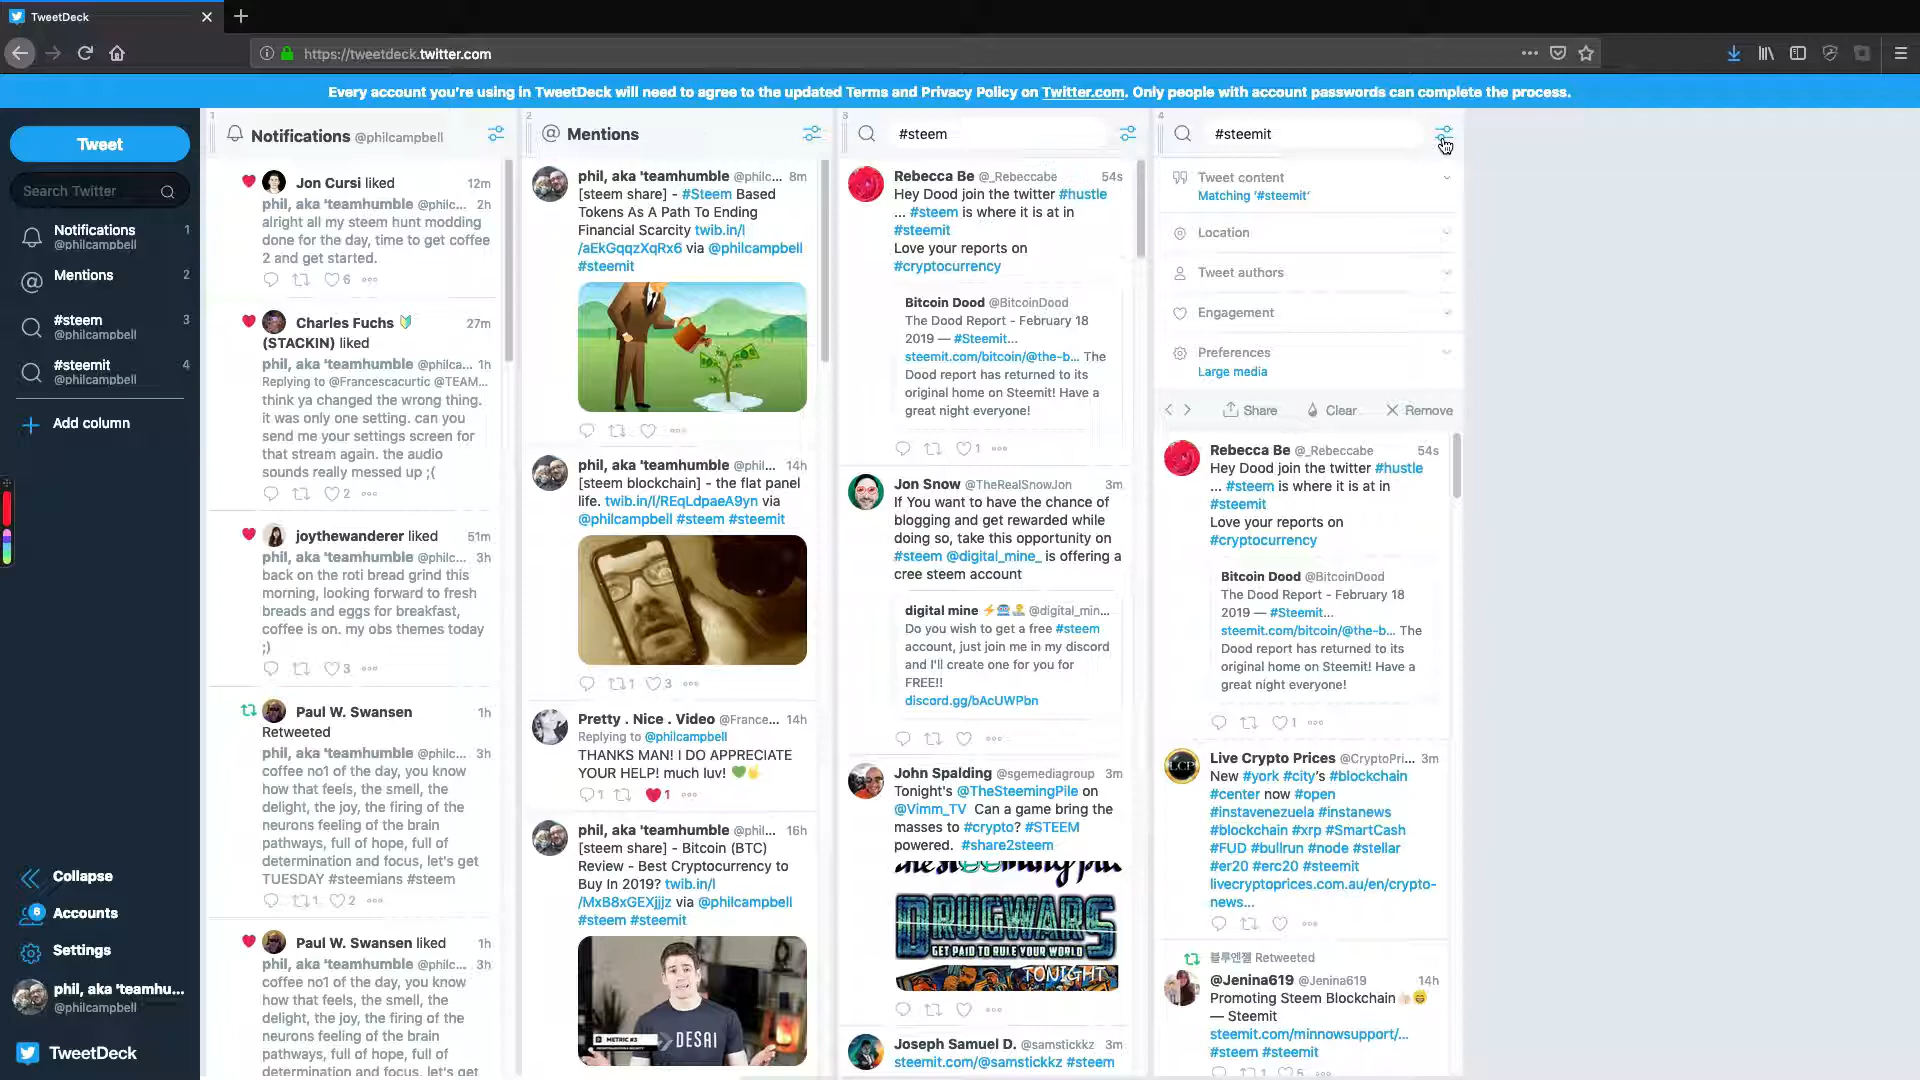 TweetDeck
https://tweetdeck.twitter.com
Every account you're using in TweetDeck will need to agree to the updated Terms and Privacy Policy on Twitter.com. Only people with account passwords can complete the process.
Tweet
Search Twitter
Notifications 1
@philcampbell
Mentions 2
#steem 3
@philcampbell
#steemit 4
@philcampbell
Add column
Collapse
8
Accounts
Settings
phil, aka 'teamhu...
@philcampbell
TweetDeck
1
Notifications @philcampbell
Jon Cursi liked 12m
phil, aka 'teamhumble @philc... 2h
alright all my steem hunt modding
done for the day, time to get coffee
2 and get started.
6
Charles Fuchs 27m
(STACKIN) liked
phil, aka 'teamhumble @philca... 1h
Replying to @Francescacurtic @TEAM...
think ya changed the wrong thing.
it was only one setting. can you
send me your settings screen for
that stream again. the audio
sounds really messed up ;(
2
joythewanderer liked 51m
phil, aka 'teamhumble @philc... 3h
back on the roti bread grind this
morning, looking forward to fresh
breads and eggs for breakfast,
coffee is on. my obs themes today
;)
3
Paul W. Swansen 1h
Retweeted
phil, aka 'teamhumble @philc... 3h
coffee no1 of the day, you know
how that feels, the smell, the
delight, the joy, the firing of the
neurons feeling of the brain
pathways, full of hope, full of
determination and focus, let's get
TUESDAY #steemians #steem
1 2
Paul W. Swansen liked 1h
phil, aka 'teamhumble @philc... 3h
coffee no1 of the day, you know
how that feels, the smell, the
delight, the joy, the firing of the
neurons feeling of the brain
pathways, full of hope, full of
determination and focus, let's get
2
Mentions
phil, aka 'teamhumble @philc... 8m
[steem share] - #Steem Based
Tokens As A Path To Ending
Financial Scarcity twib.in/l
/aEkGqqzXqRx6 via @philcampbell
#steemit
phil, aka 'teamhumble @phil... 14h
[steem blockchain] - the flat panel
life. twib.in/l/REqLdpaeA9yn via
@philcampbell #steem #steemit
1 3
Pretty . Nice . Video @France... 14h
Replying to @philcampbell
THANKS MAN! I DO APPRECIATE
YOUR HELP! much luv!
1 1
phil, aka 'teamhumble @phil... 16h
[steem share] - Bitcoin (BTC)
Review - Best Cryptocurrency to
Buy In 2019? twib.in/l
/MxB8xGEXjjjz via @philcampbell
#steem #steemit
METRIC #3
DESAI
3
#steem
Rebecca Be @_Rebeccabe 54s
Hey Dood join the twitter #hustle
... #steem is where it is at in
#steemit
Love your reports on
#cryptocurrency
Bitcoin Dood @BitcoinDood
The Dood Report - February 18
2019 — #Steemit...
steemit.com/bitcoin/@the-b... The
Dood report has returned to its
original home on Steemit! Have a
great night everyone!
1
Jon Snow @TheRealSnowJon 3m
If You want to have the chance of
blogging and get rewarded while
doing so, take this opportunity on
#steem @digital_mine_ is offering a
cree steem account
digital mine @digital_min...
Do you wish to get a free #steem
account, just join me in my discord
and I'll create one for you for
FREE!!
discord.gg/bAcUWPbn
John Spalding @sgemediagroup 3m
Tonight's @TheSteemingPile on
@Vimm_TV Can a game bring the
masses to #crypto? #STEEM
powered. #share2steem
DRUGWARS
GET PAID TO RULE YOUR WORLD
TONIGHT
Joseph Samuel D. @samstickkz 3m
steemit.com/@samstickkz #steem
4
#steemit
Tweet content
Matching '#steemit'
Location
Tweet authors
Engagement
Preferences
Large media
Share Clear Remove
Rebecca Be @_Rebeccabe 54s
Hey Dood join the twitter #hustle
... #steem is where it is at in
#steemit
Love your reports on
#cryptocurrency
Bitcoin Dood @BitcoinDood
The Dood Report - February 18
2019 — #Steemit...
steemit.com/bitcoin/@the-b... The
Dood report has returned to its
original home on Steemit! Have a
great night everyone!
1
LCP
Live Crypto Prices @CryptoPri... 3m
New #york #city's #blockchain
#center now #open
#instavenezuela #instanews
#blockchain #xrp #SmartCash
#FUD #bullrun #node #stellar
#er20 #erc20 #steemit
livecryptoprices.com.au/en/crypto-
news...
블루엔젤 Retweeted
@Jenina619 @Jenina619 14h
Promoting Steem Blockchain
— Steemit
steemit.com/minnowsupport/...
#steem #steemit
1 5